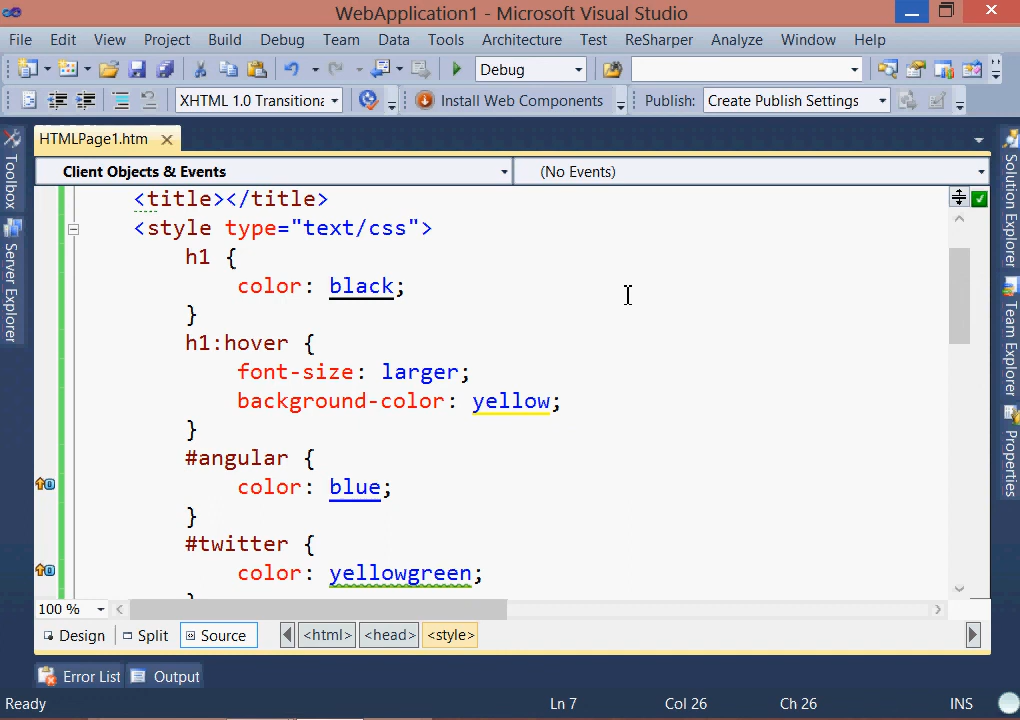 WebApplication1 - Microsoft Visual Studio
File Edit View Project Build Debug Team Data Tools Architecture Test ReSharper Analyze Window Help
Debug
XHTML 1.0 Transition: Install Web Components Publish: Create Publish Settings
HTMLPage1.htm
Client Objects & Events (No Events)
Toolbox
Server Explorer
<title></title>
<style type="text/css">
h1 {
color: black;
}
h1:hover {
font-size: larger;
background-color: yellow;
}
#angular {
color: blue;
}
#twitter {
color: yellowgreen;
}
Solution Explorer
Team Explorer
Properties
100 %
Design Split Source <html> <head> <style>
Error List Output
Ready Ln 7 Col 26 Ch 26 INS